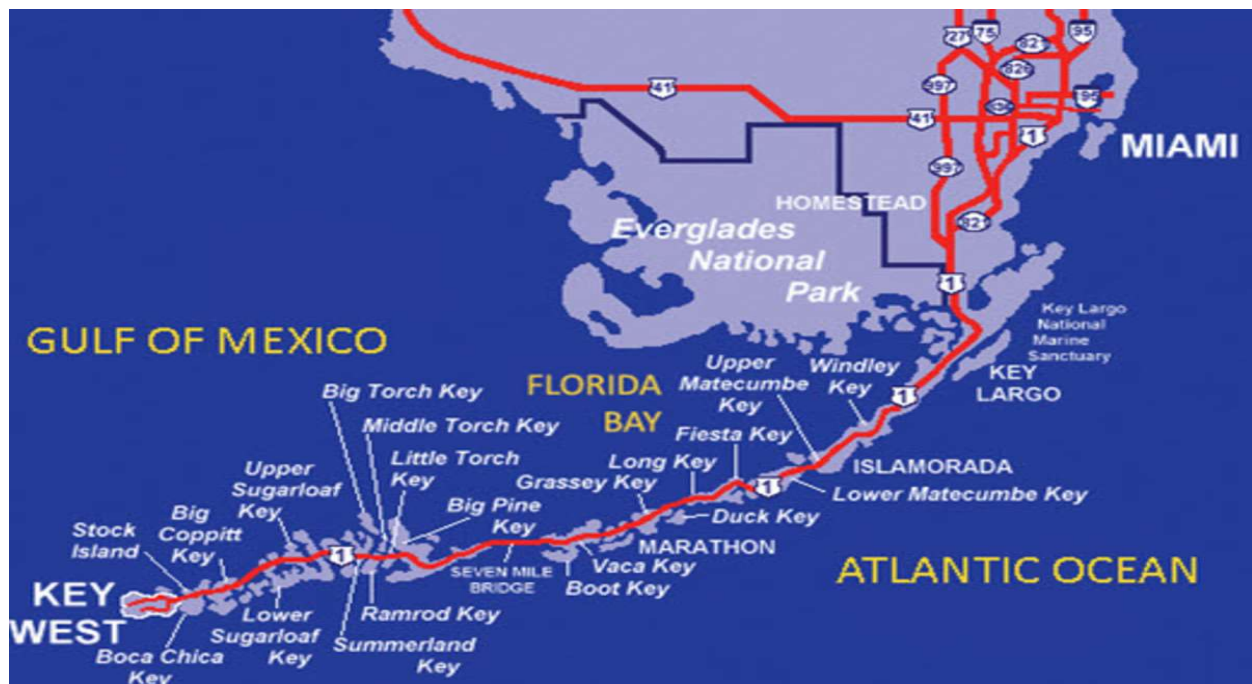 27
75
821
95
826
997
41
95
836
41
1
MIAMI
997
HOMESTEAD
821
Everglades
National
Park
1
Key Largo
National
Marine
Sanctuary
GULF OF MEXICO
KEY
LARGO
Upper
Matecumbe
Key
Windley
Key
FLORIDA
BAY
1
Big Torch Key
Middle Torch Key
Fiesta Key
Little Torch
Key
Long Key
ISLAMORADA
Upper
Sugarloaf
Key
Grassey Key
1
Lower Matecumbe Key
Big Pine
Key
Duck Key
Big
Coppitt
Key
Stock
Island
MARATHON
1
SEVEN MILE
BRIDGE
Vaca Key
Boot Key
ATLANTIC OCEAN
KEY
WEST
Ramrod Key
Lower
Sugarloaf
Key
Summerland
Key
Boca Chica
Key